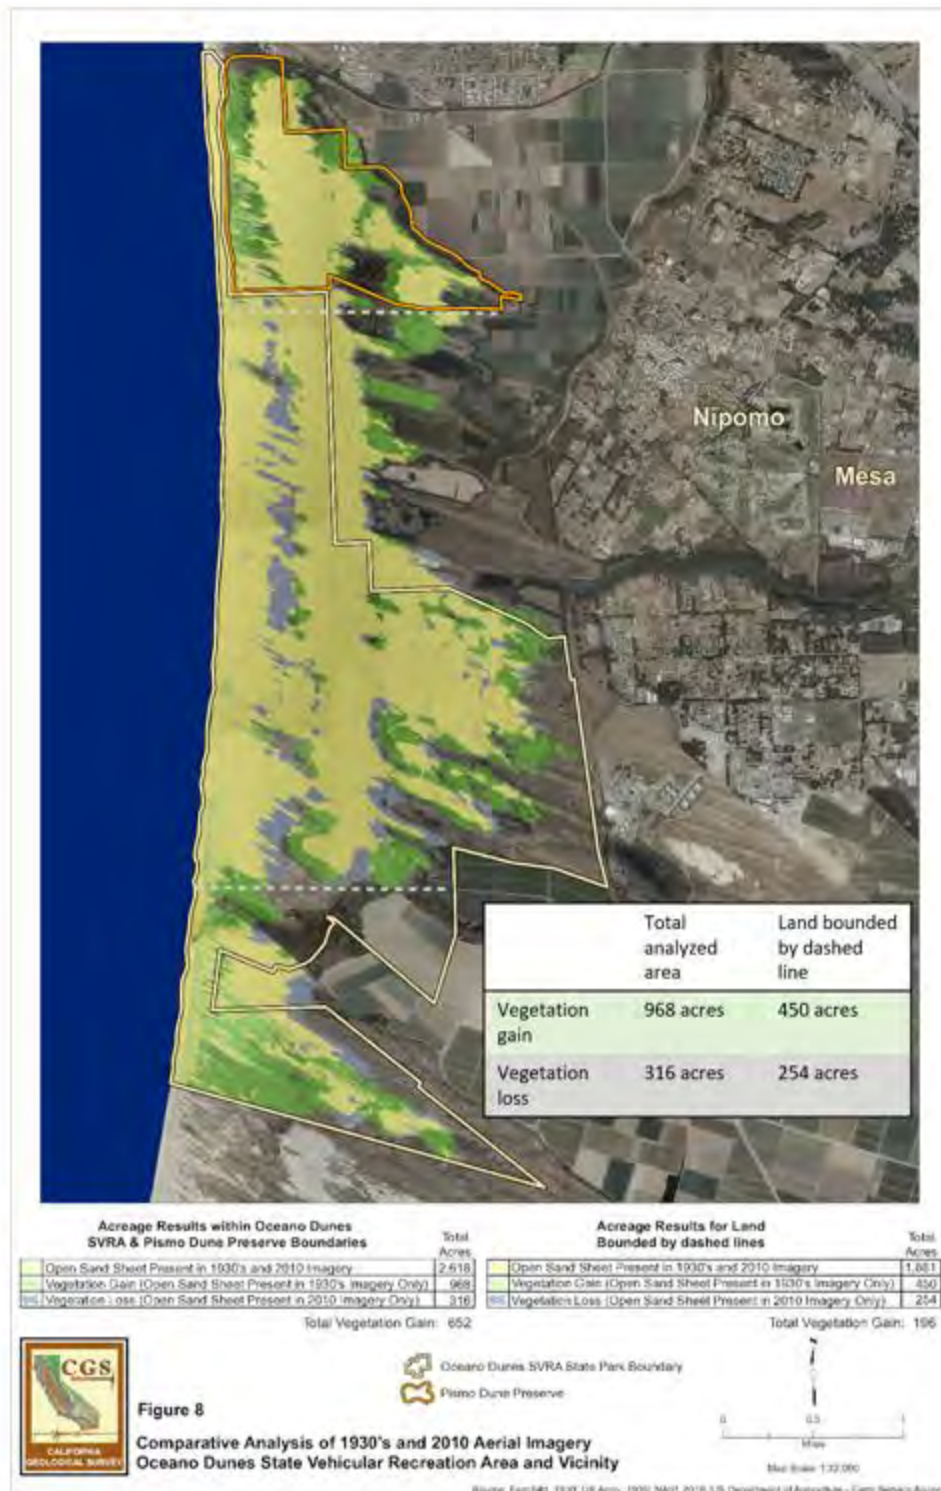 Nipomo
Mesa
Total analyzed area
Land bounded by dashed line
Vegetation gain
968 acres
450 acres
Vegetation loss
316 acres
254 acres
Acreage Results within Oceano Dunes
SVRA & Pismo Dune Preserve Boundaries
Total Acres
Open Sand Sheet Present in 1930's and 2010 Imagery
2,618
Vegetation Gain (Open Sand Sheet Present in 1930's Imagery Only)
968
Vegetation Loss (Open Sand Sheet Present in 2010 Imagery Only)
316
Total Vegetation Gain: 652
Acreage Results for Land
Bounded by dashed lines
Total Acres
Open Sand Sheet Present in 1930's and 2010 Imagery
Vegetation Gain (Open Sand Sheet Present in 1930's Imagery Only)
450
Vegetation Loss (Open Sand Sheet Present in 2010 Imagery Only)
254
Total Vegetation Gain: 196
CGS
CALIFORNIA
GEOLOGICAL SURVEY
Oceano Dunes SVRA State Park Boundary
Pismo Dune Preserve
Figure 8
Comparative Analysis of 1930's and 2010 Aerial Imagery
Oceano Dunes State Vehicular Recreation Area and Vicinity
0 0.5 1
Miles
Map Scale